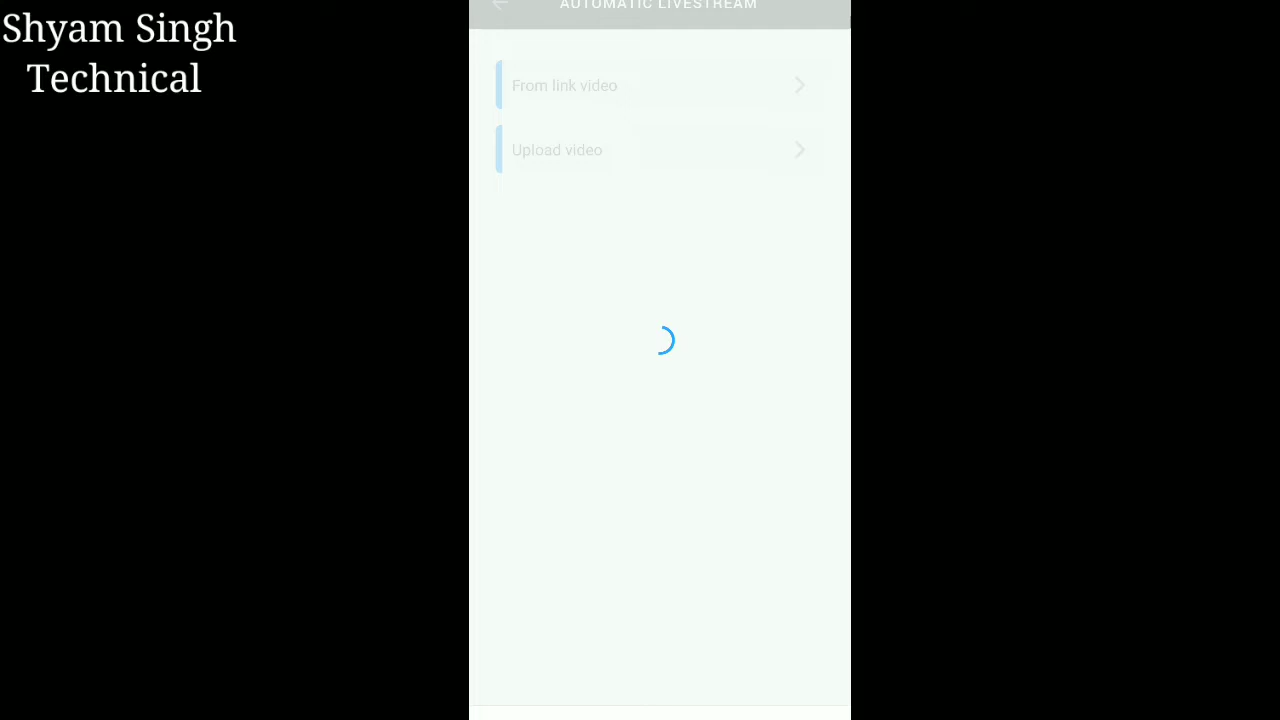 Shyam Singh
Technical
AUTOMATIC LIVESTREAM
From link video
Upload video